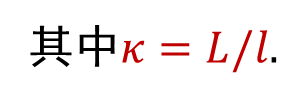 其中κ = L/l.